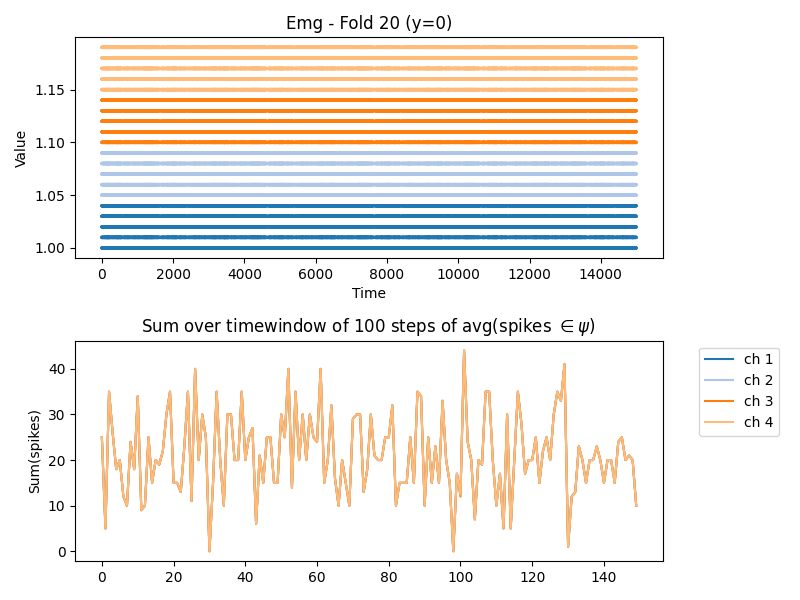 Emg - Fold 20 (y=0)
1.15
1.10
1.05
1.00
Value
0 2000 4000 6000 8000 10000 12000 14000
Time
Sum over timewindow of 100 steps of avg(spikes ∈ ψ)
40
30
20
10
0
Sum(spikes)
0 20 40 60 80 100 120 140
ch 1
ch 2
ch 3
ch 4